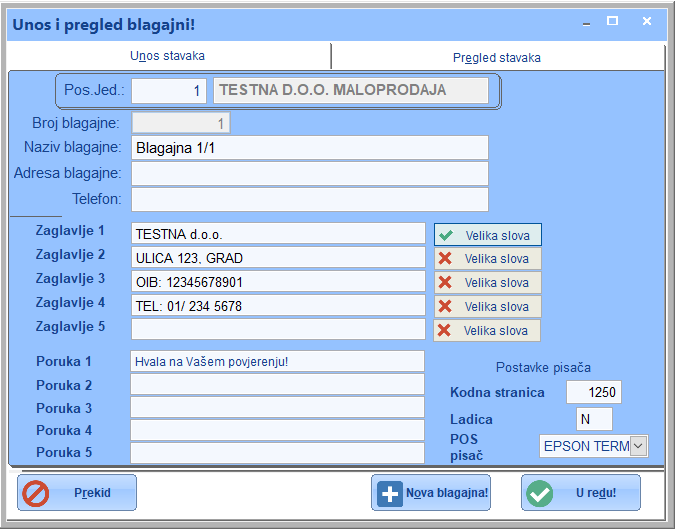 Unos i pregled blagajni!
Unos stavaka
Pregled stavaka
Pos.Jed.: 1 TESTNA D.O.O. MALOPRODAJA
Broj blagajne: 1
Naziv blagajne: Blagajna 1/1
Adresa blagajne:
Telefon:
Zaglavlje 1 TESTNA d.o.o. Velika slova
Zaglavlje 2 ULICA 123, GRAD Velika slova
Zaglavlje 3 OIB: 12345678901 Velika slova
Zaglavlje 4 TEL: 01/ 234 5678 Velika slova
Zaglavlje 5 Velika slova
Poruka 1 Hvala na Vašem povjerenju!
Poruka 2
Poruka 3
Poruka 4
Poruka 5
Postavke pisača
Kodna stranica 1250
Ladica N
POS pisač EPSON TERM
Prekid
Nova blagajna!
U redu!